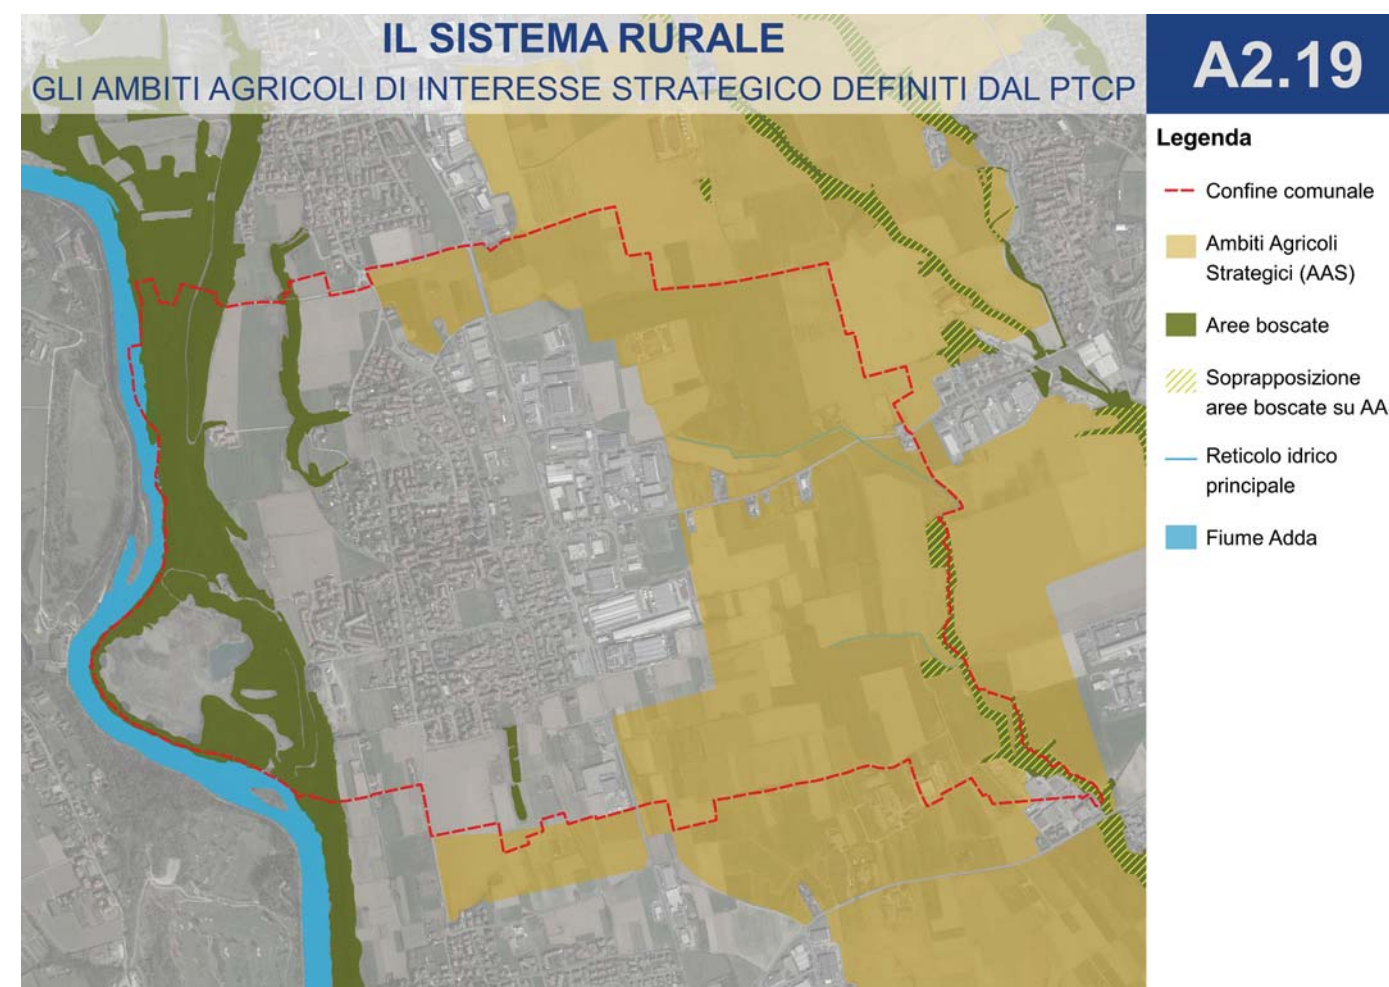 IL SISTEMA RURALE
GLI AMBITI AGRICOLI DI INTERESSE STRATEGICO DEFINITI DAL PTCP
A2.19
Legenda
Confine comunale
Ambiti Agricoli
Strategici (AAS)
Aree boscate
Soprapposizione
aree boscate su AA
Reticolo idrico
principale
Fiume Adda